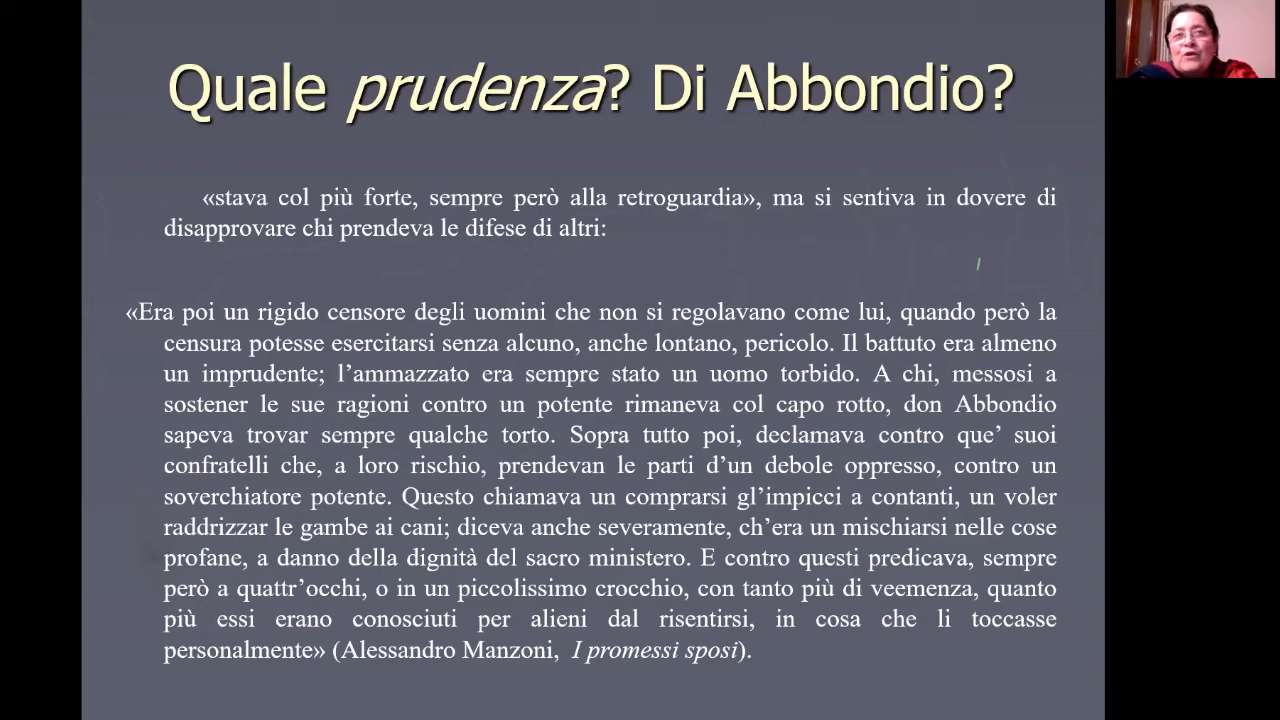 Quale prudenza? Di Abbondio?
«stava col più forte, sempre però alla retroguardia», ma si sentiva in dovere di
disapprovare chi prendeva le difese di altri:
«Era poi un rigido censore degli uomini che non si regolavano come lui, quando però la
censura potesse esercitarsi senza alcuno, anche lontano, pericolo. Il battuto era almeno
un imprudente; l’ammazzato era sempre stato un uomo torbido. A chi, messosi a
sostener le sue ragioni contro un potente rimaneva col capo rotto, don Abbondio
sapeva trovar sempre qualche torto. Sopra tutto poi, declamava contro que’ suoi
confratelli che, a loro rischio, prendevan le parti d’un debole oppresso, contro un
soverchiatore potente. Questo chiamava un comprarsi gl’impicci a contanti, un voler
raddrizzar le gambe ai cani; diceva anche severamente, ch’era un mischiarsi nelle cose
profane, a danno della dignità del sacro ministero. E contro questi predicava, sempre
però a quattr’occhi, o in un piccolissimo crocchio, con tanto più di veemenza, quanto
più essi erano conosciuti per alieni dal risentirsi, in cosa che li toccasse
personalmente» (Alessandro Manzoni, I promessi sposi).